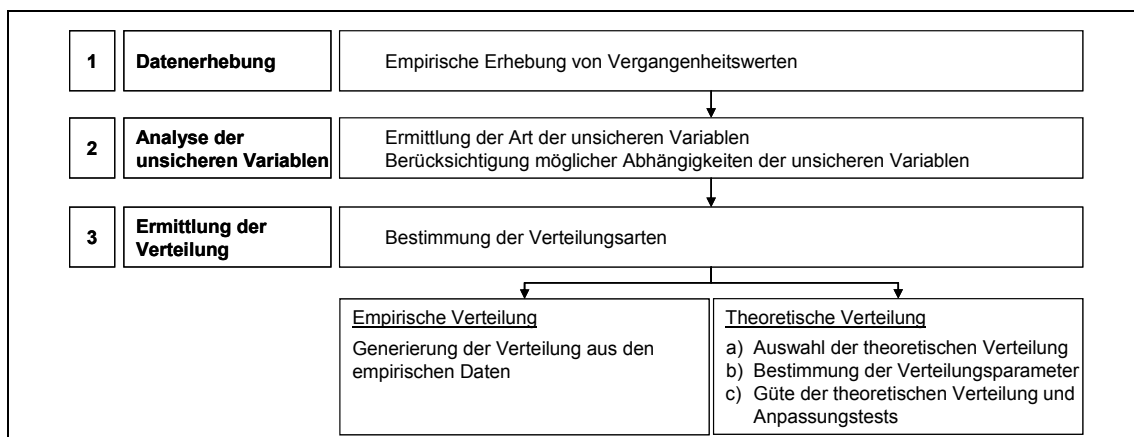 1
Datenerhebung
Empirische Erhebung von Vergangenheitswerten
2
Analyse der
unsicheren Variablen
Ermittlung der Art der unsicheren Variablen
Berücksichtigung möglicher Abhängigkeiten der unsicheren Variablen
3
Ermittlung der
Verteilung
Bestimmung der Verteilungsarten
Empirische Verteilung
Generierung der Verteilung aus den
empirischen Daten
Theoretische Verteilung
a) Auswahl der theoretischen Verteilung
b) Bestimmung der Verteilungsparameter
c) Güte der theoretischen Verteilung und
Anpassungstests